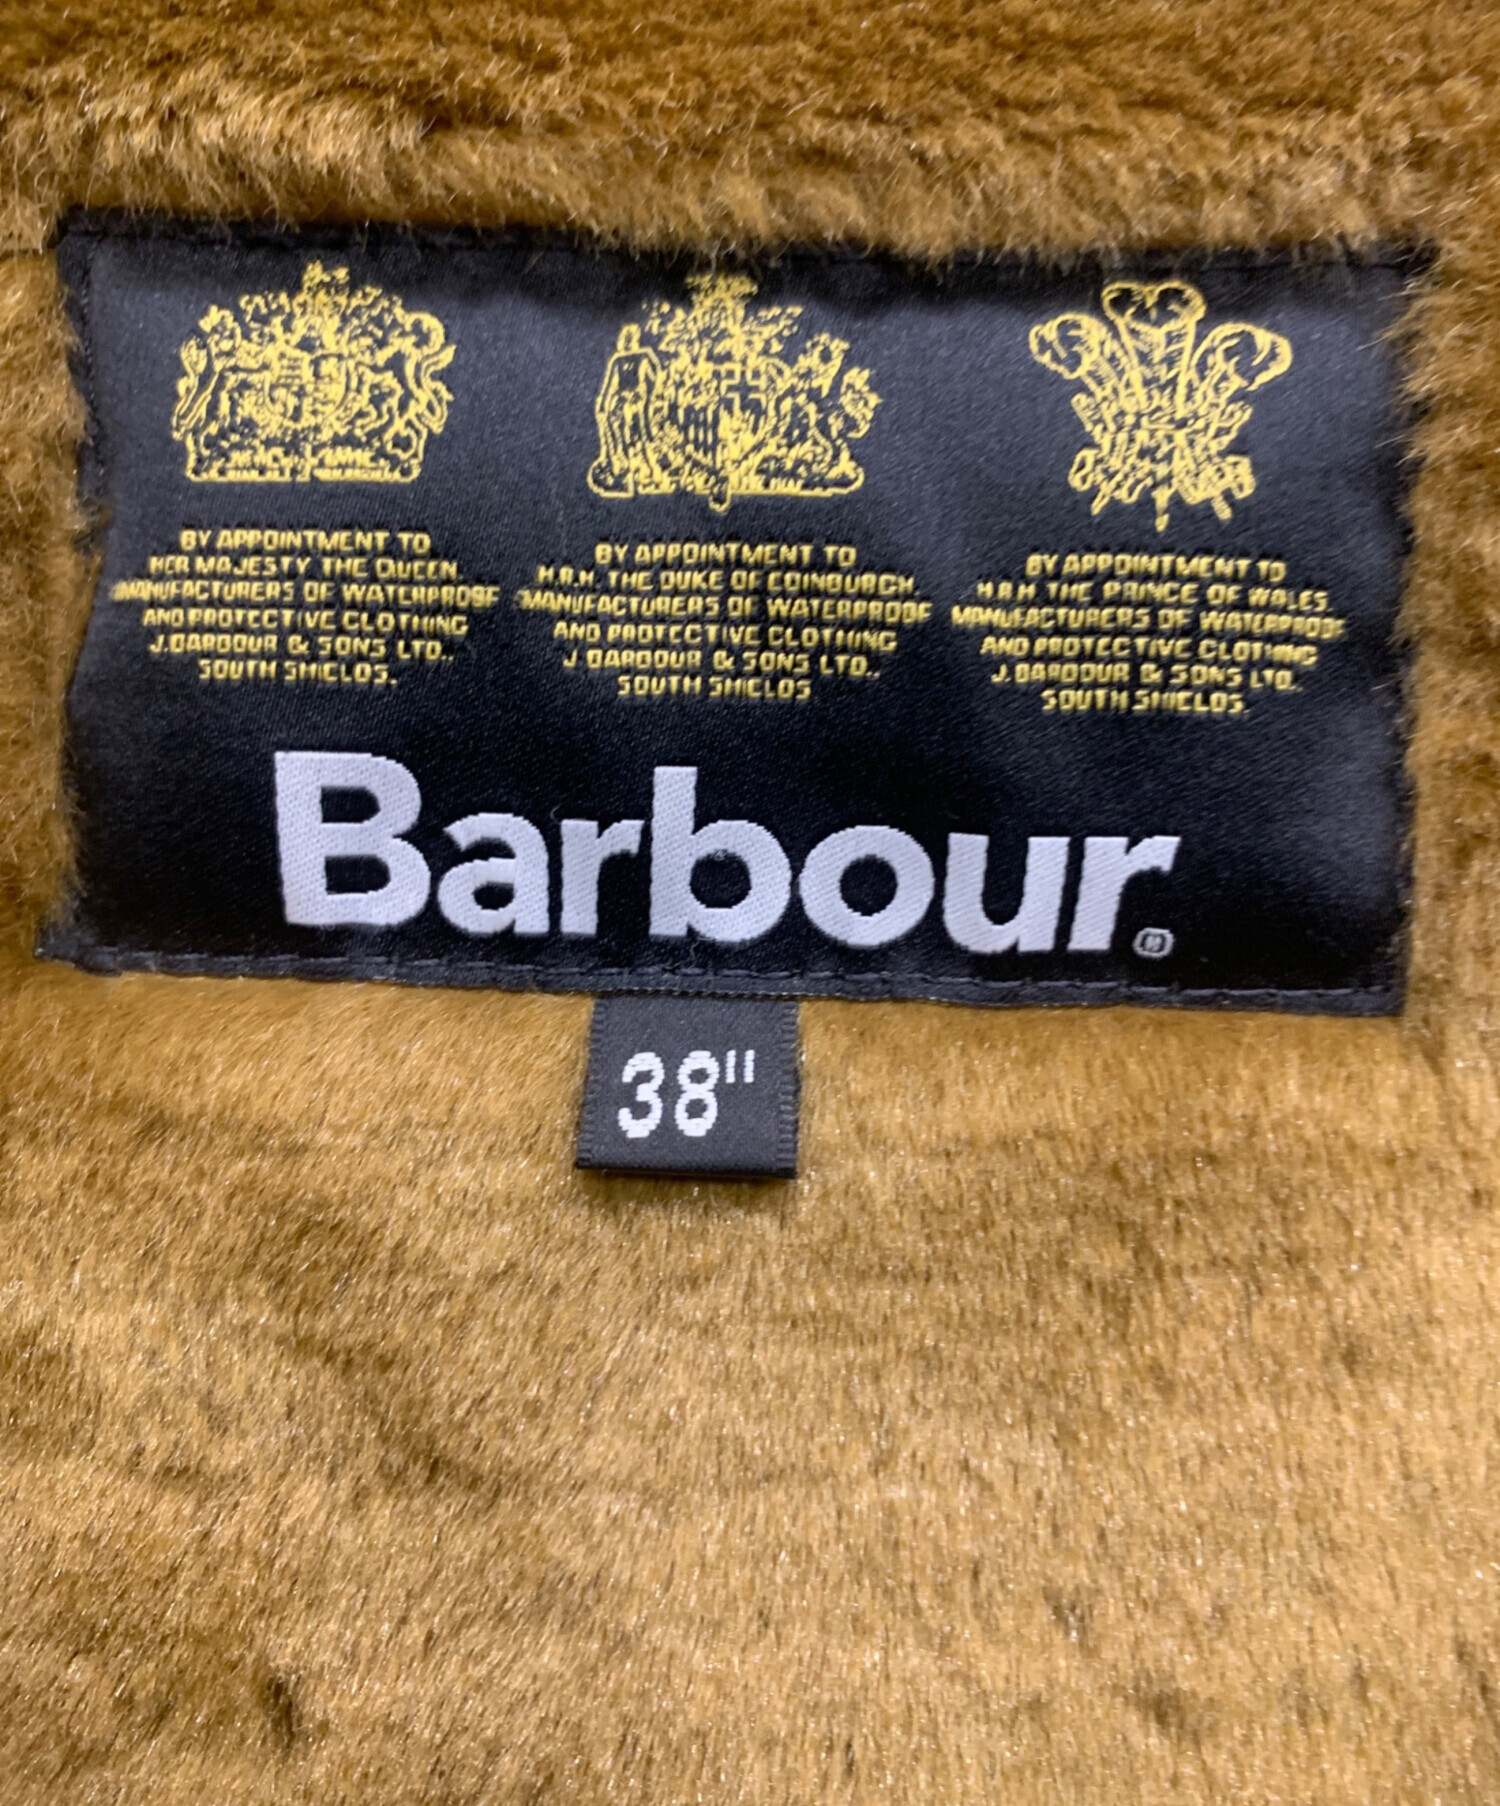 BY APPOINTMENT TO
HER MAJESTY THE QUEEN
MANUFACTURERS OF WATERPROOF
AND PROTECTIVE CLOTHING
J. BARBOUR & SONS LTD.,
SOUTH SHIELDS.
BY APPOINTMENT TO
H.R.H. THE DUKE OF EDINBURGH
MANUFACTURERS OF WATERPROOF
AND PROTECTIVE CLOTHING
J. BARBOUR & SONS LTD.,
SOUTH SHIELDS
BY APPOINTMENT TO
H.R.H. THE PRINCE OF WALES.
MANUFACTURERS OF WATERPROOF
AND PROTECTIVE CLOTHING
J. BARBOUR & SONS LTD.
SOUTH SHIELDS.
Barbour®
38"